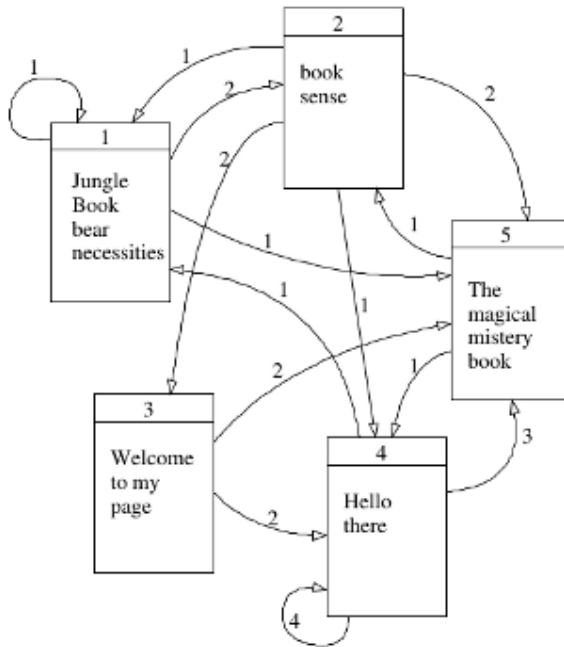 2
book
sense
1
1
2
2
2
1
Jungle
Book
bear
necessities
1
1
5
The
magical
mistery
book
1
1
2
1
3
Welcome
to my
page
3
4
Hello
there
2
4